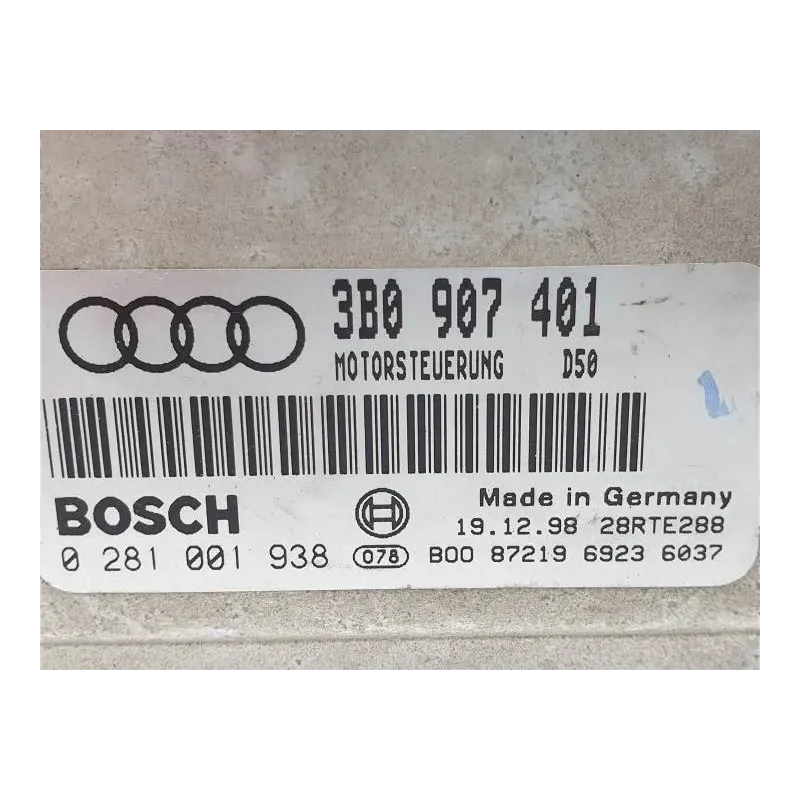 3B0 907 401
MOTORSTEUERUNG D50
BOSCH
Made in Germany
19.12.98 28RTE288
0 281 001 938 078 B00 87219 6923 6037